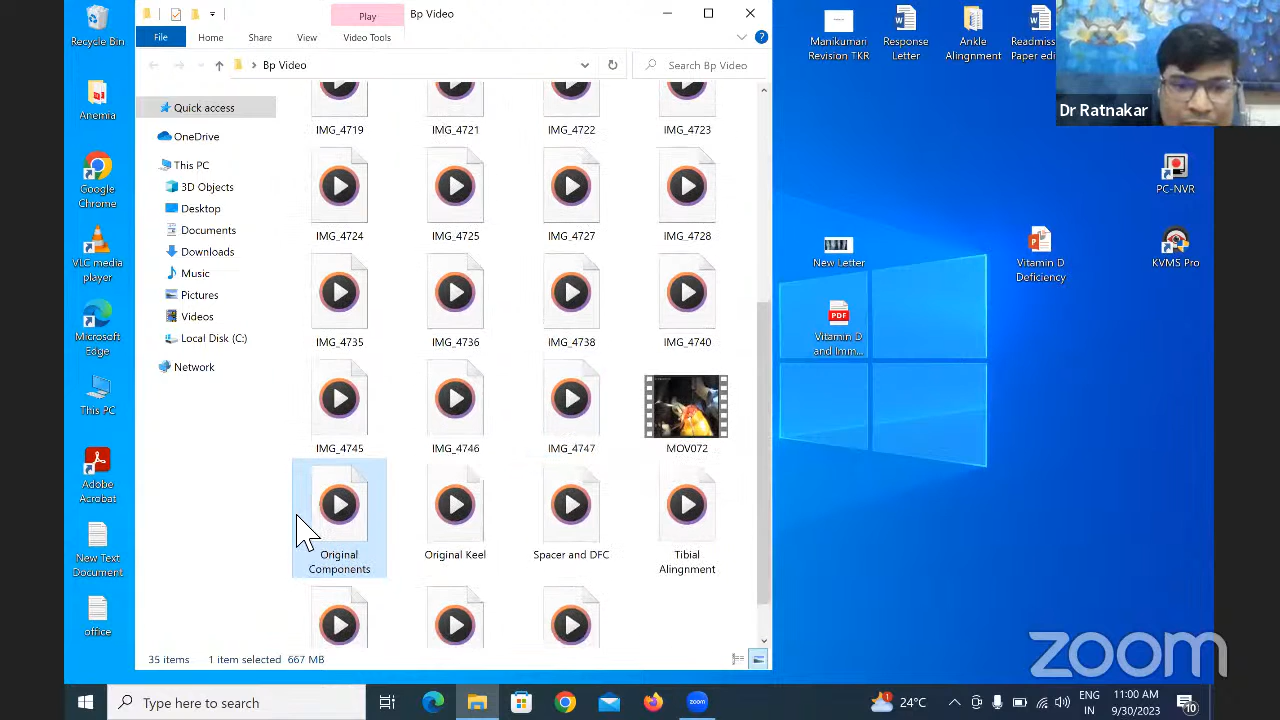 Recycle Bin
Anemia
Google
Chrome
VLC media
player
Microsoft
Edge
This PC
Adobe
Acrobat
New Text
Document
office
Play
Bp Video
File
Home
Share
View
Video Tools
Bp Video
Search Bp Video
Quick access
OneDrive
This PC
3D Objects
Desktop
Documents
Downloads
Music
Pictures
Videos
Local Disk (C:)
Network
IMG_4719
IMG_4721
IMG_4722
IMG_4723
IMG_4724
IMG_4725
IMG_4727
IMG_4728
IMG_4735
IMG_4736
IMG_4738
IMG_4740
IMG_4745
IMG_4746
IMG_4747
MOV072
Original
Components
Original Keel
Spacer and DFC
Tibial
Alingnment
35 items
1 item selected 667 MB
Manikumari
Revision TKR
Response
Letter
Ankle
Alingnment
Readmiss
Paper edi
Dr Ratnakar
PC-NVR
New Letter
Vitamin D
Deficiency
KVMS Pro
PDF
Vitamin D
and Imm...
zoom
Type here to search
zoom
1
24°C
ENG
IN
11:00 AM
9/30/2023
10